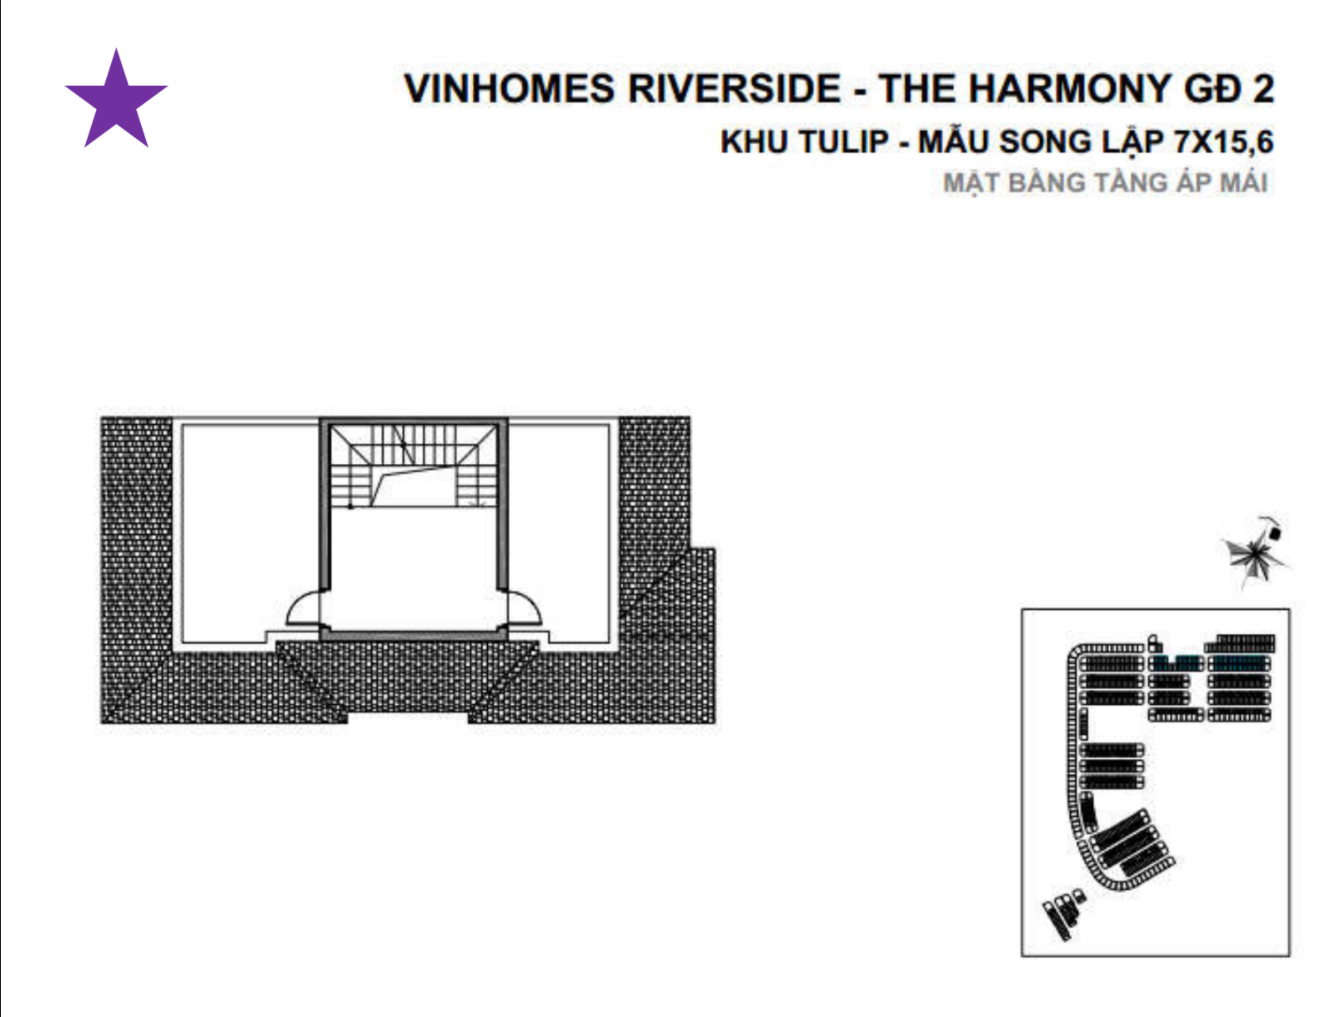 VINHOMES RIVERSIDE - THE HARMONY GĐ 2
KHU TULIP - MẪU SONG LẬP 7X15,6
MẶT BẰNG TẦNG ÁP MÁI